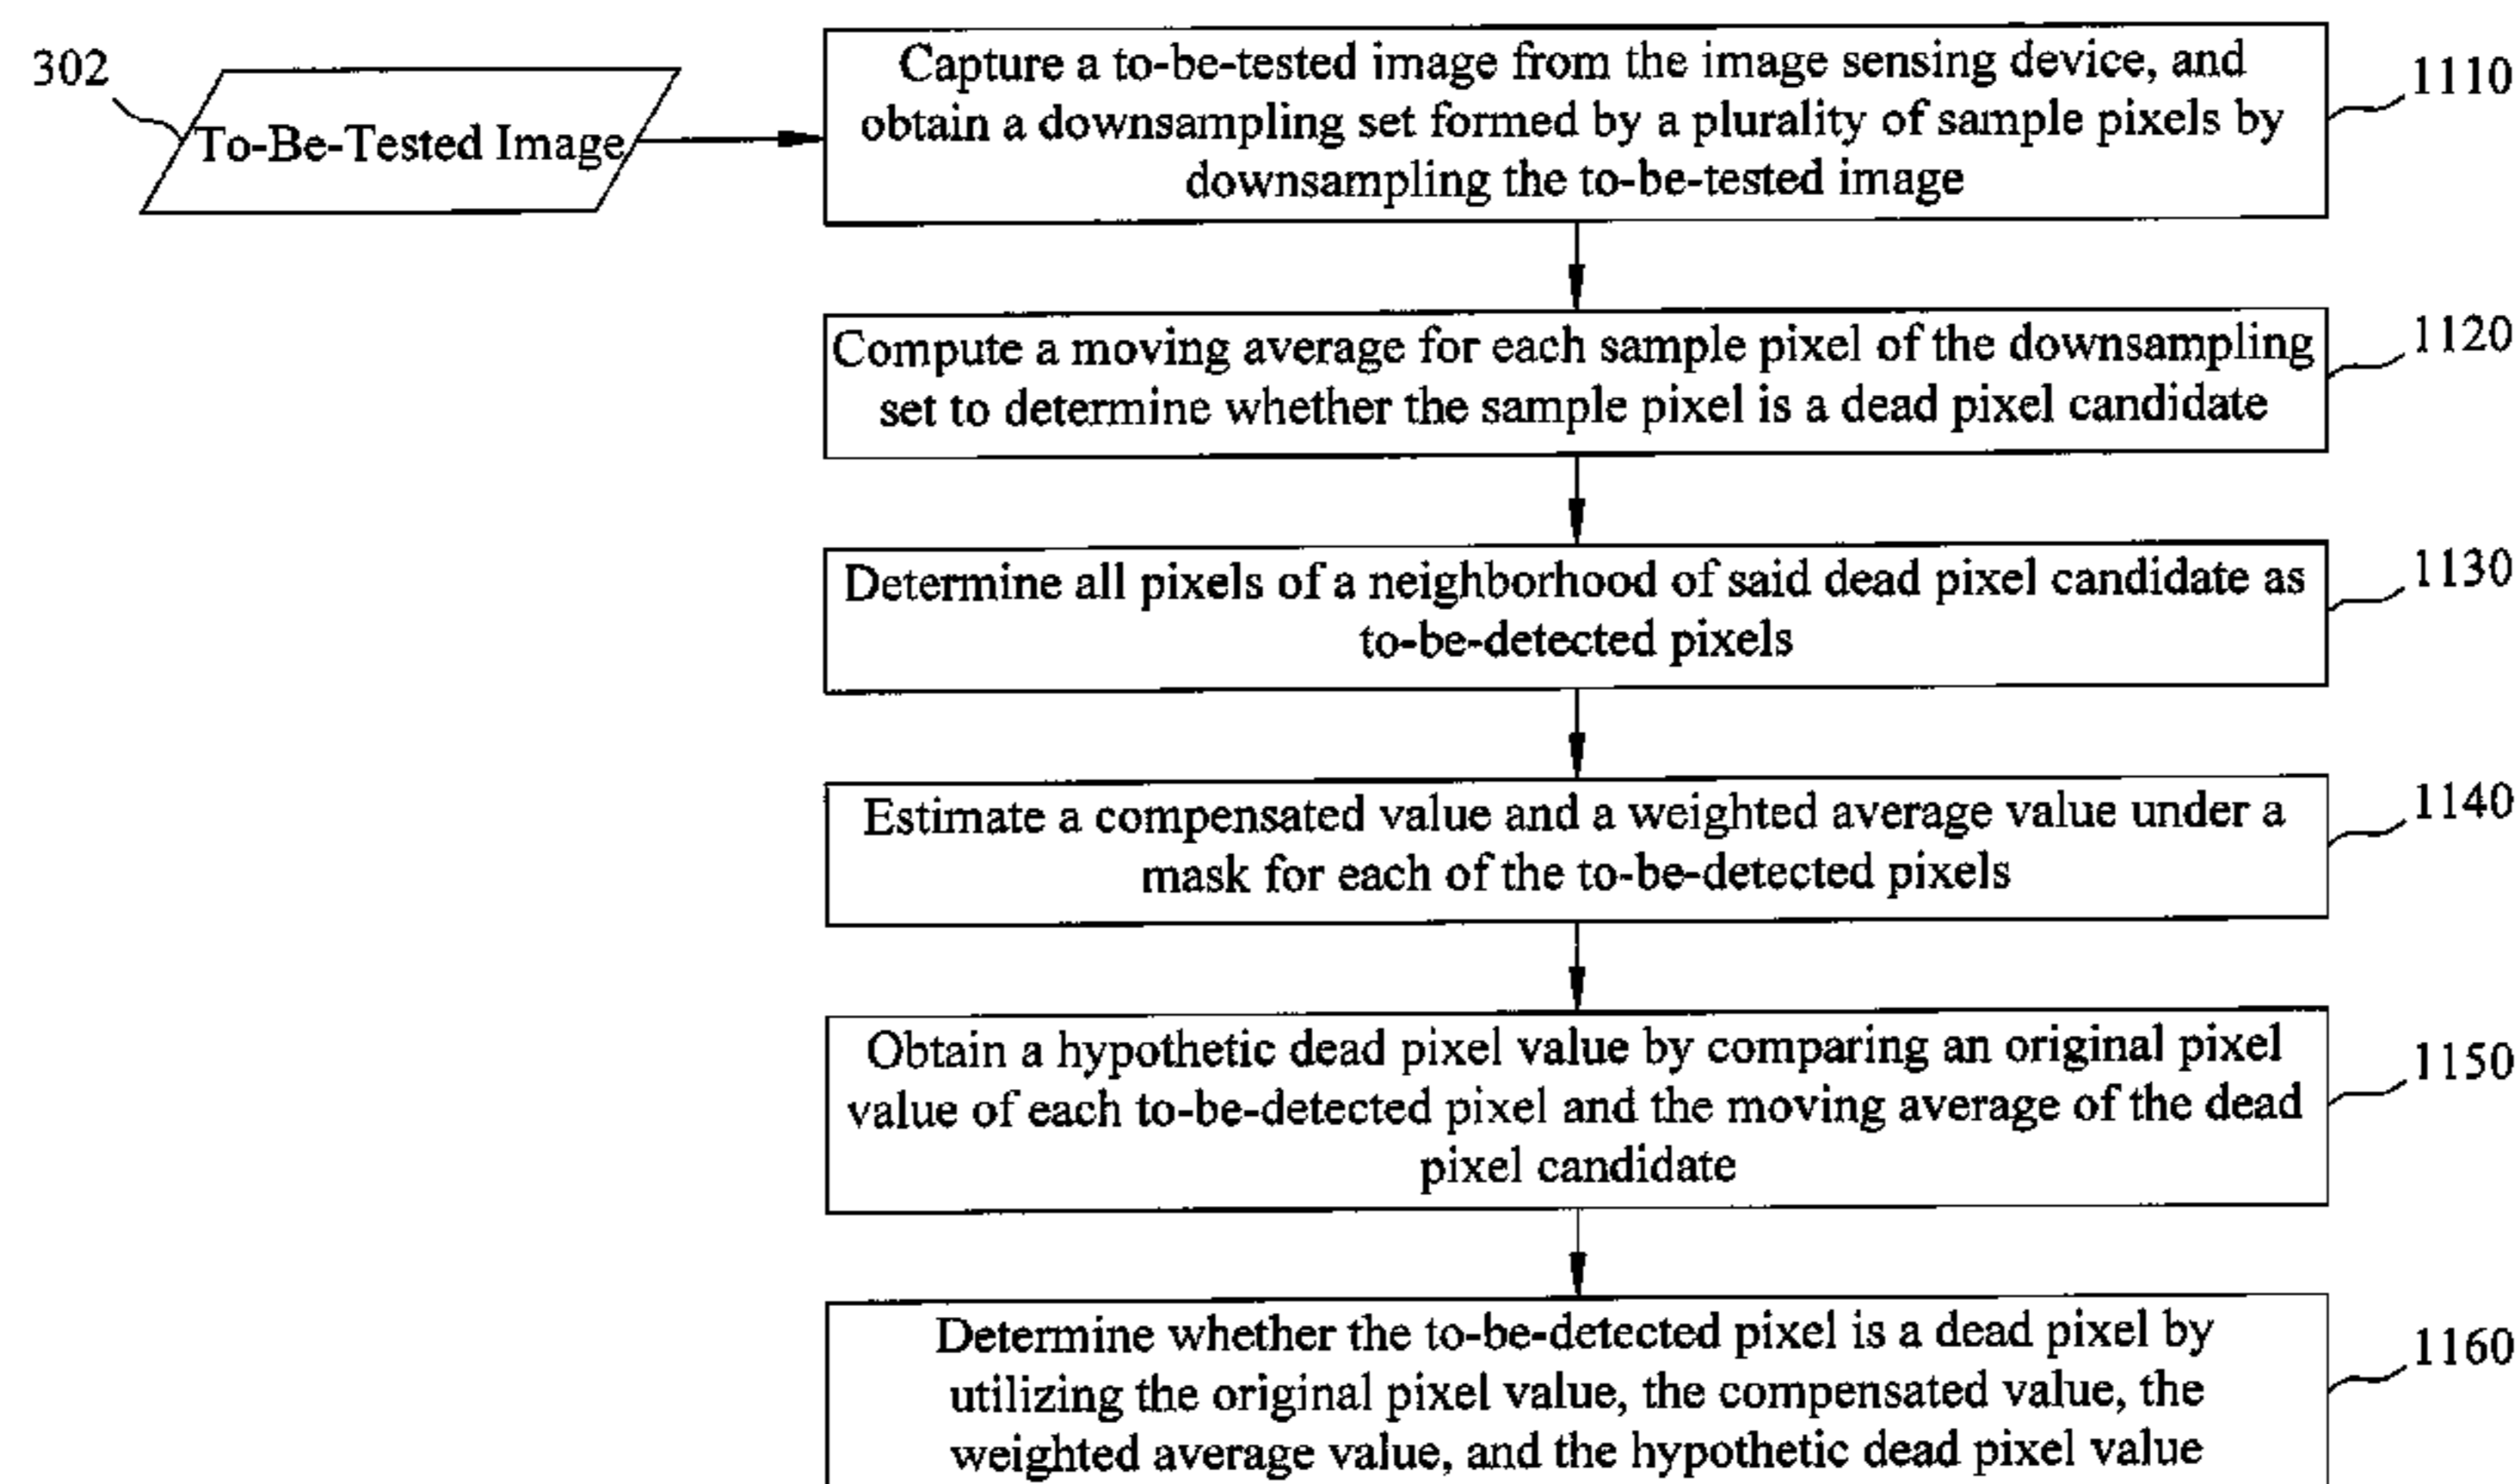 302
To-Be-Tested Image
Capture a to-be-tested image from the image sensing device, and
obtain a downsampling set formed by a plurality of sample pixels by
downsampling the to-be-tested image
1110
Compute a moving average for each sample pixel of the downsampling
set to determine whether the sample pixel is a dead pixel candidate
1120
Determine all pixels of a neighborhood of said dead pixel candidate as
to-be-detected pixels
1130
Estimate a compensated value and a weighted average value under a
mask for each of the to-be-detected pixels
1140
Obtain a hypothetic dead pixel value by comparing an original pixel
value of each to-be-detected pixel and the moving average of the dead
pixel candidate
1150
Determine whether the to-be-detected pixel is a dead pixel by
utilizing the original pixel value, the compensated value, the
weighted average value, and the hypothetic dead pixel value
1160